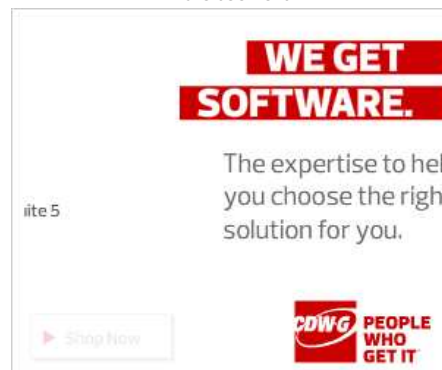 WE GET
SOFTWARE.
The expertise to hel
you choose the righ
solution for you.
uite 5
Shop Now
CDW·G
PEOPLE
WHO
GET IT